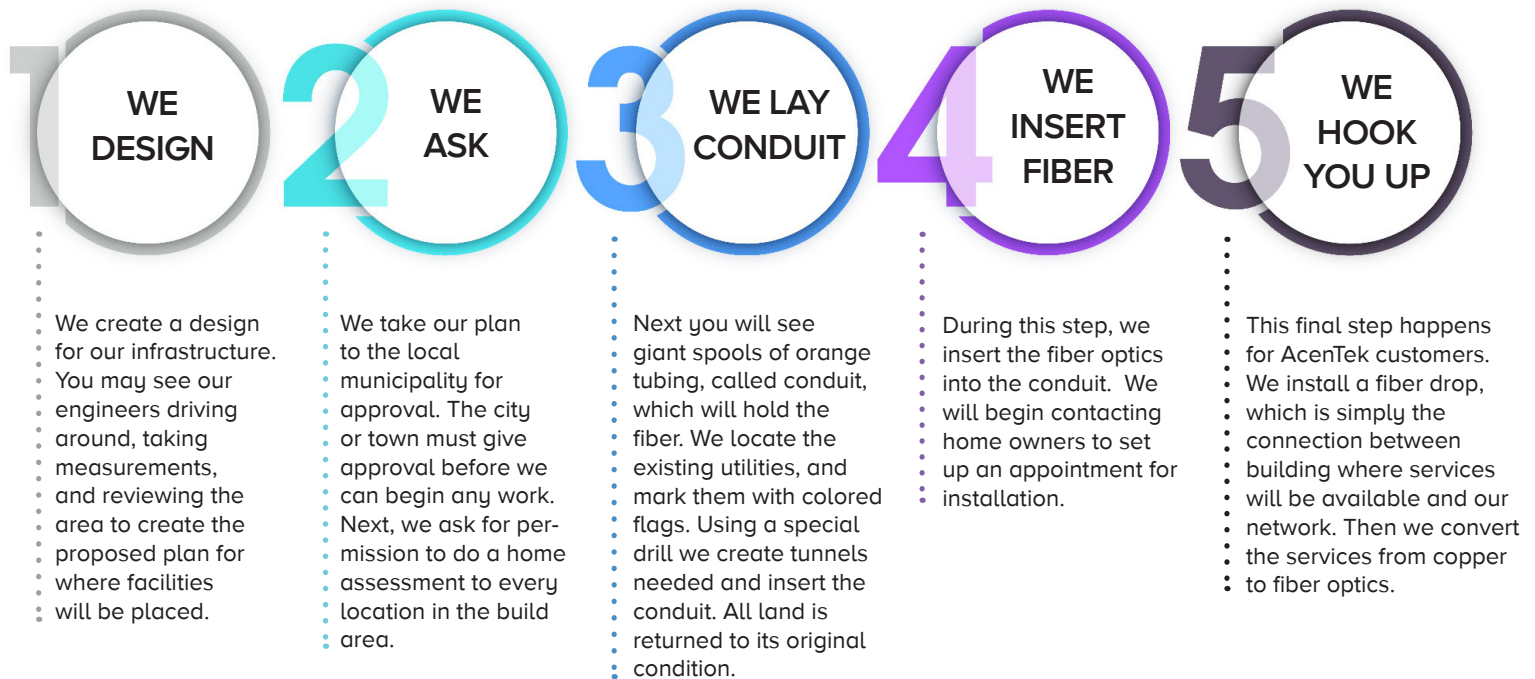 1
WE
DESIGN
We create a design
for our infrastructure.
You may see our
engineers driving
around, taking
measurements,
and reviewing the
area to create the
proposed plan for
where facilities
will be placed.
2
WE
ASK
We take our plan
to the local
municipality for
approval. The city
or town must give
approval before we
can begin any work.
Next, we ask for per-
mission to do a home
assessment to every
location in the build
area.
3
WE LAY
CONDUIT
Next you will see
giant spools of orange
tubing, called conduit,
which will hold the
fiber. We locate the
existing utilities, and
mark them with colored
flags. Using a special
drill we create tunnels
needed and insert the
conduit. All land is
returned to its original
condition.
4
WE
INSERT
FIBER
During this step, we
insert the fiber optics
into the conduit.  We
will begin contacting
home owners to set
up an appointment for
installation.
5
WE
HOOK
YOU UP
This final step happens
for AcenTek customers.
We install a fiber drop,
which is simply the
connection between
building where services
will be available and our
network. Then we convert
the services from copper
to fiber optics.